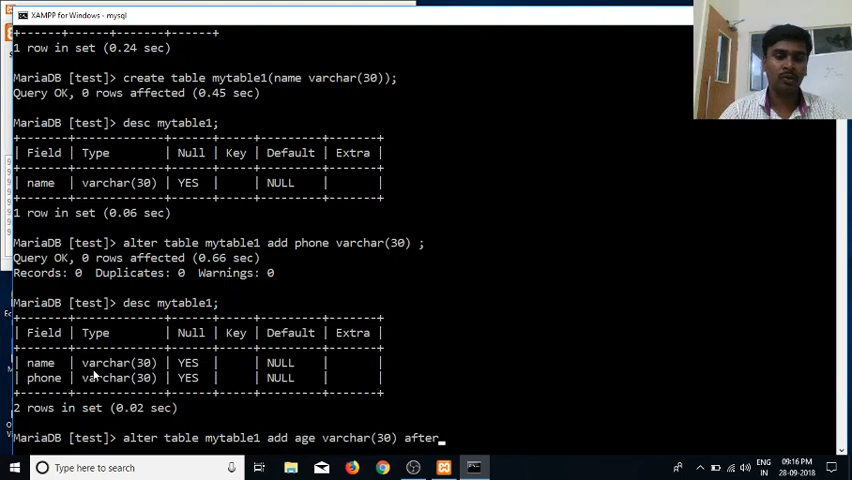 XAMPP for Windows - mysql
+------+------+------+------+
1 row in set (0.24 sec)
MariaDB [test]> create table mytable1(name varchar(30));
Query OK, 0 rows affected (0.45 sec)
MariaDB [test]> desc mytable1;
+-------+-------------+------+-----+---------+-------+
| Field | Type        | Null | Key | Default | Extra |
+-------+-------------+------+-----+---------+-------+
| name  | varchar(30) | YES  |     | NULL    |       |
+-------+-------------+------+-----+---------+-------+
1 row in set (0.06 sec)
MariaDB [test]> alter table mytable1 add phone varchar(30) ;
Query OK, 0 rows affected (0.66 sec)
Records: 0  Duplicates: 0  Warnings: 0
MariaDB [test]> desc mytable1;
+-------+-------------+------+-----+---------+-------+
| Field | Type        | Null | Key | Default | Extra |
+-------+-------------+------+-----+---------+-------+
| name  | varchar(30) | YES  |     | NULL    |       |
| phone | varchar(30) | YES  |     | NULL    |       |
+-------+-------------+------+-----+---------+-------+
2 rows in set (0.02 sec)
MariaDB [test]> alter table mytable1 add age varchar(30) after_
Type here to search
ENG
IN
09:16 PM
28-09-2018